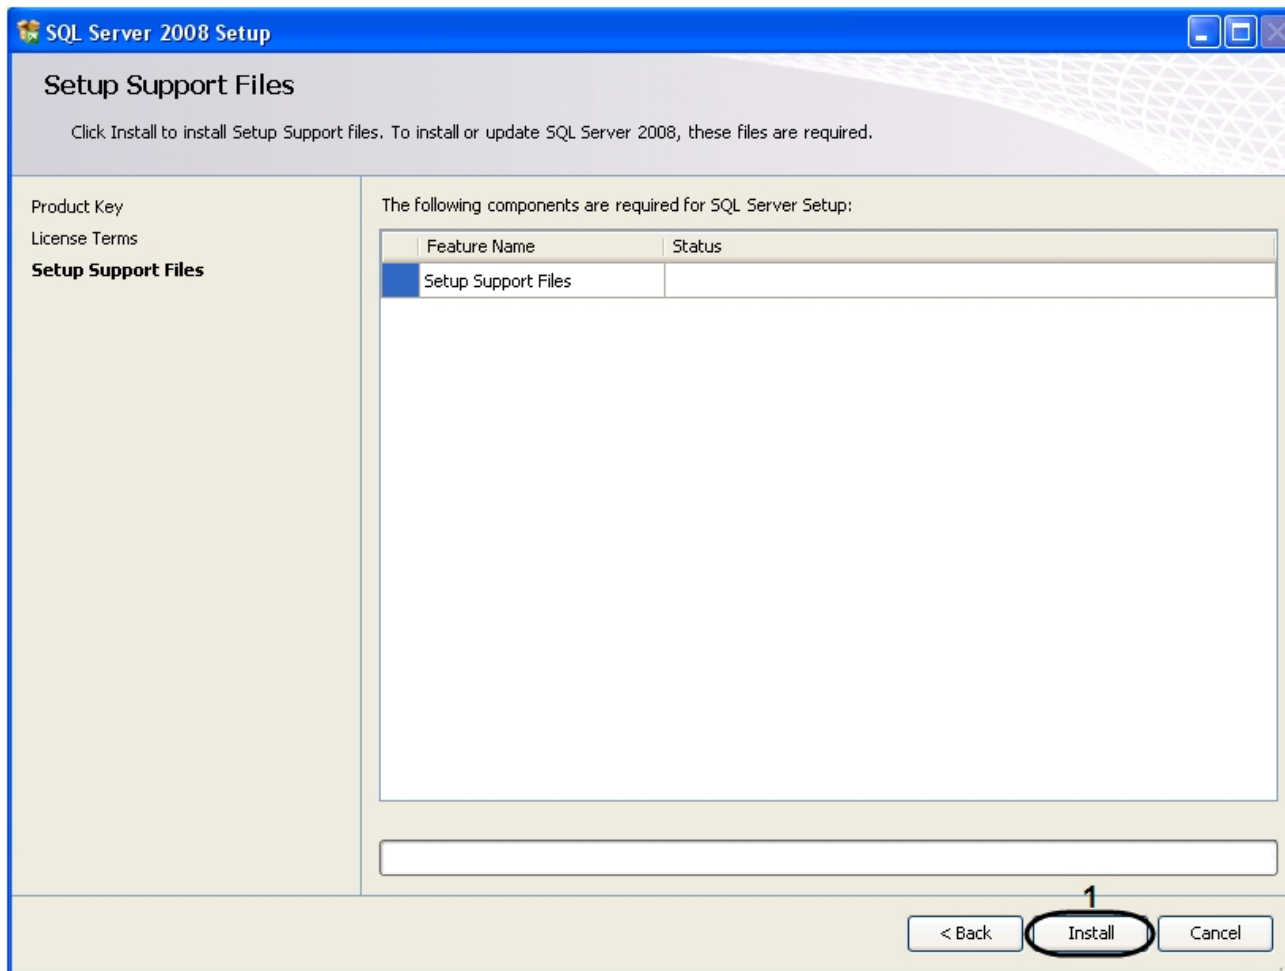 SQL Server 2008 Setup
Setup Support Files
Click Install to install Setup Support files. To install or update SQL Server 2008, these files are required.
Product Key
License Terms
Setup Support Files
The following components are required for SQL Server Setup:
Feature Name Status
Setup Support Files
1
< Back Install Cancel